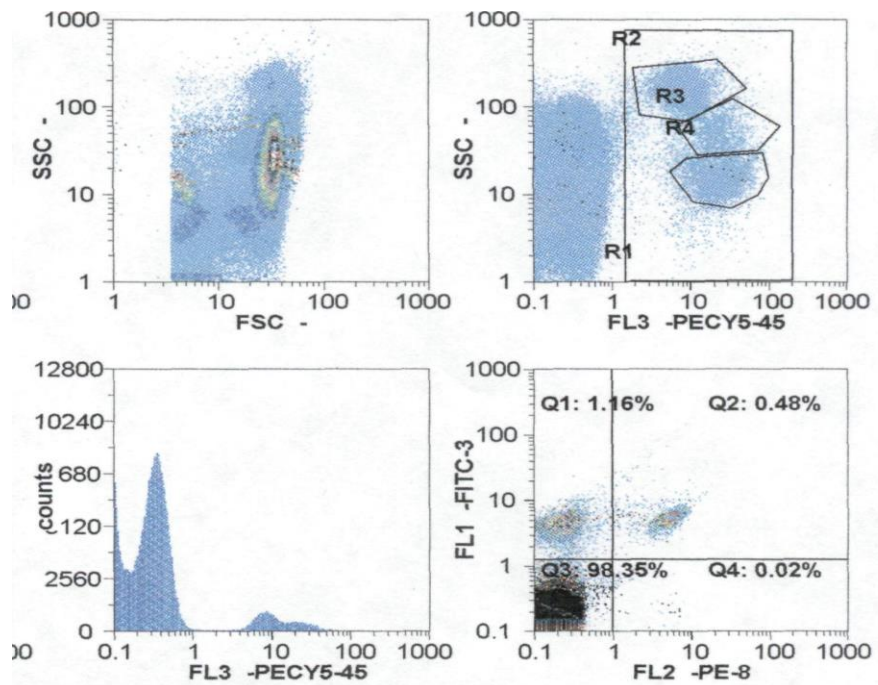 1000
100
10
1
SSC -
1
10
100
1000
FSC -
00
1000
100
10
1
SSC -
R2
R3
R4
R1
0.1
1
10
100
1000
FL3 -PECY5-45
12800
10240
680
120
2560
0
counts
0.1
1
10
100
1000
FL3 -PECY5-45
00
1000
100
10
1
0.1
FL1 -FITC-3
Q1: 1.16%
Q2: 0.48%
Q3: 98.35%
Q4: 0.02%
0.1
1
10
100
1000
FL2 -PE-8